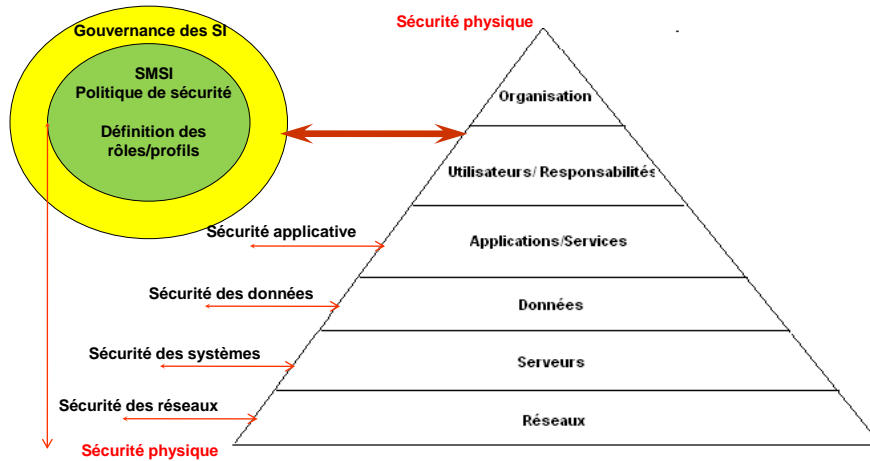 Gouvernance des SI
SMSI
Politique de sécurité
Définition des
rôles/profils
Sécurité physique
Organisation
Utilisateurs/ Responsabilités
Sécurité applicative
Applications/Services
Sécurité des données
Données
Sécurité des systèmes
Serveurs
Sécurité des réseaux
Réseaux
Sécurité physique